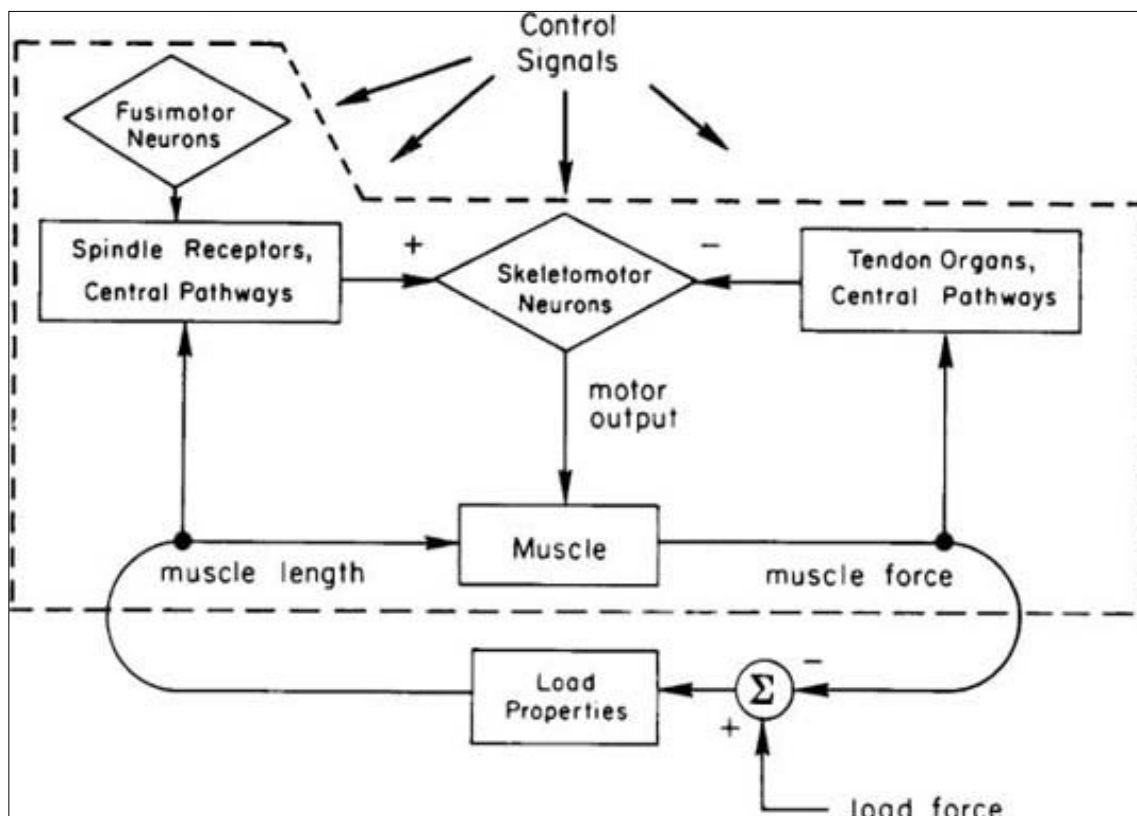 Control
Signals
Fusimotor
Neurons
Spindle Receptors,
Central Pathways
+
Skeletomotor
Neurons
−
Tendon Organs,
Central Pathways
motor
output
Muscle
muscle length
muscle force
Load
Properties
Σ
−
+
load force